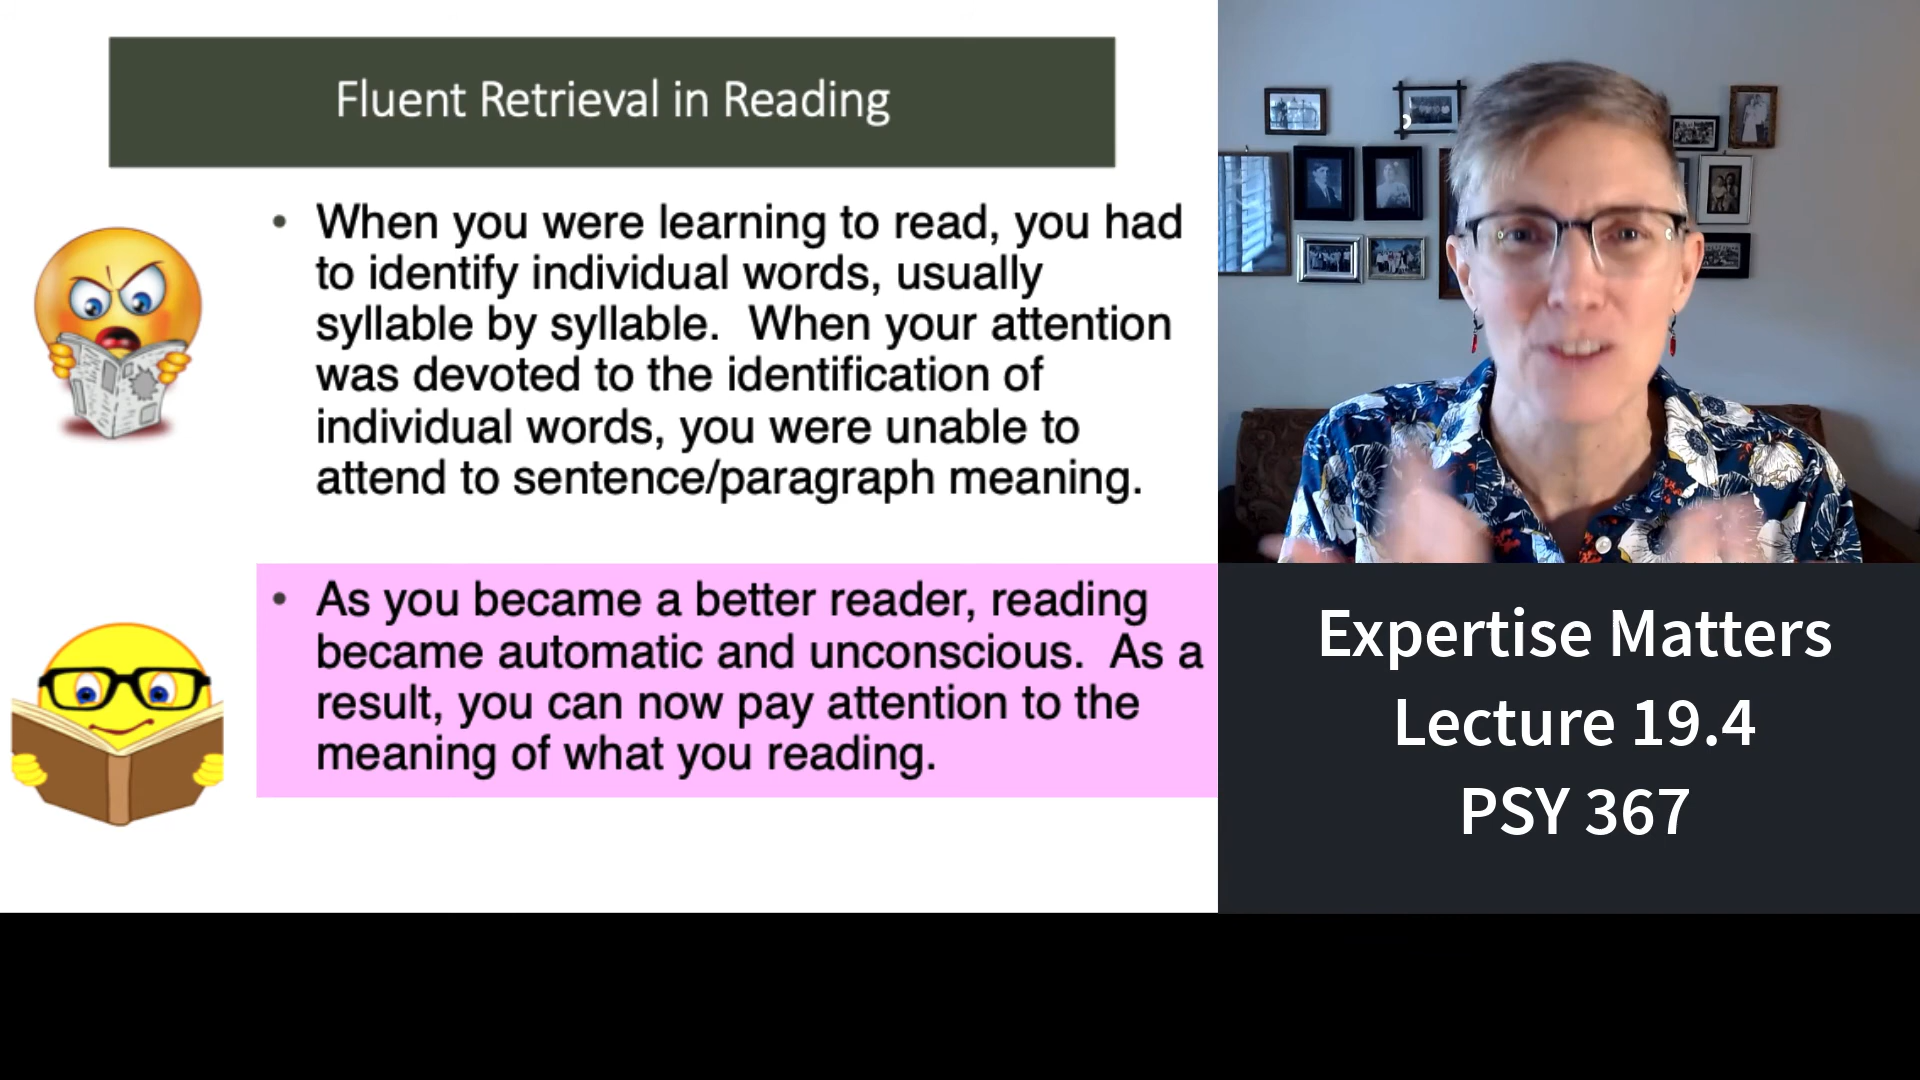 Fluent Retrieval in Reading
• When you were learning to read, you had
to identify individual words, usually
syllable by syllable.  When your attention
was devoted to the identification of
individual words, you were unable to
attend to sentence/paragraph meaning.
• As you became a better reader, reading
became automatic and unconscious.  As a
result, you can now pay attention to the
meaning of what you reading.
Expertise Matters
Lecture 19.4
PSY 367